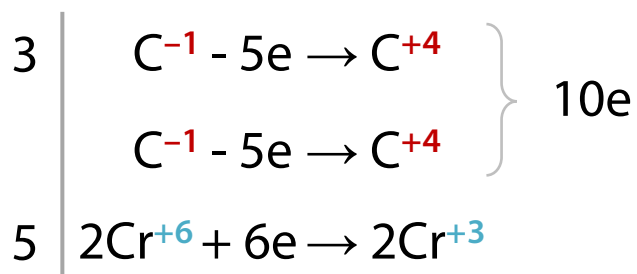 3 C⁻¹ - 5e → C⁺⁴
C⁻¹ - 5e → C⁺⁴
10e
5 2Cr⁺⁶ + 6e → 2Cr⁺³